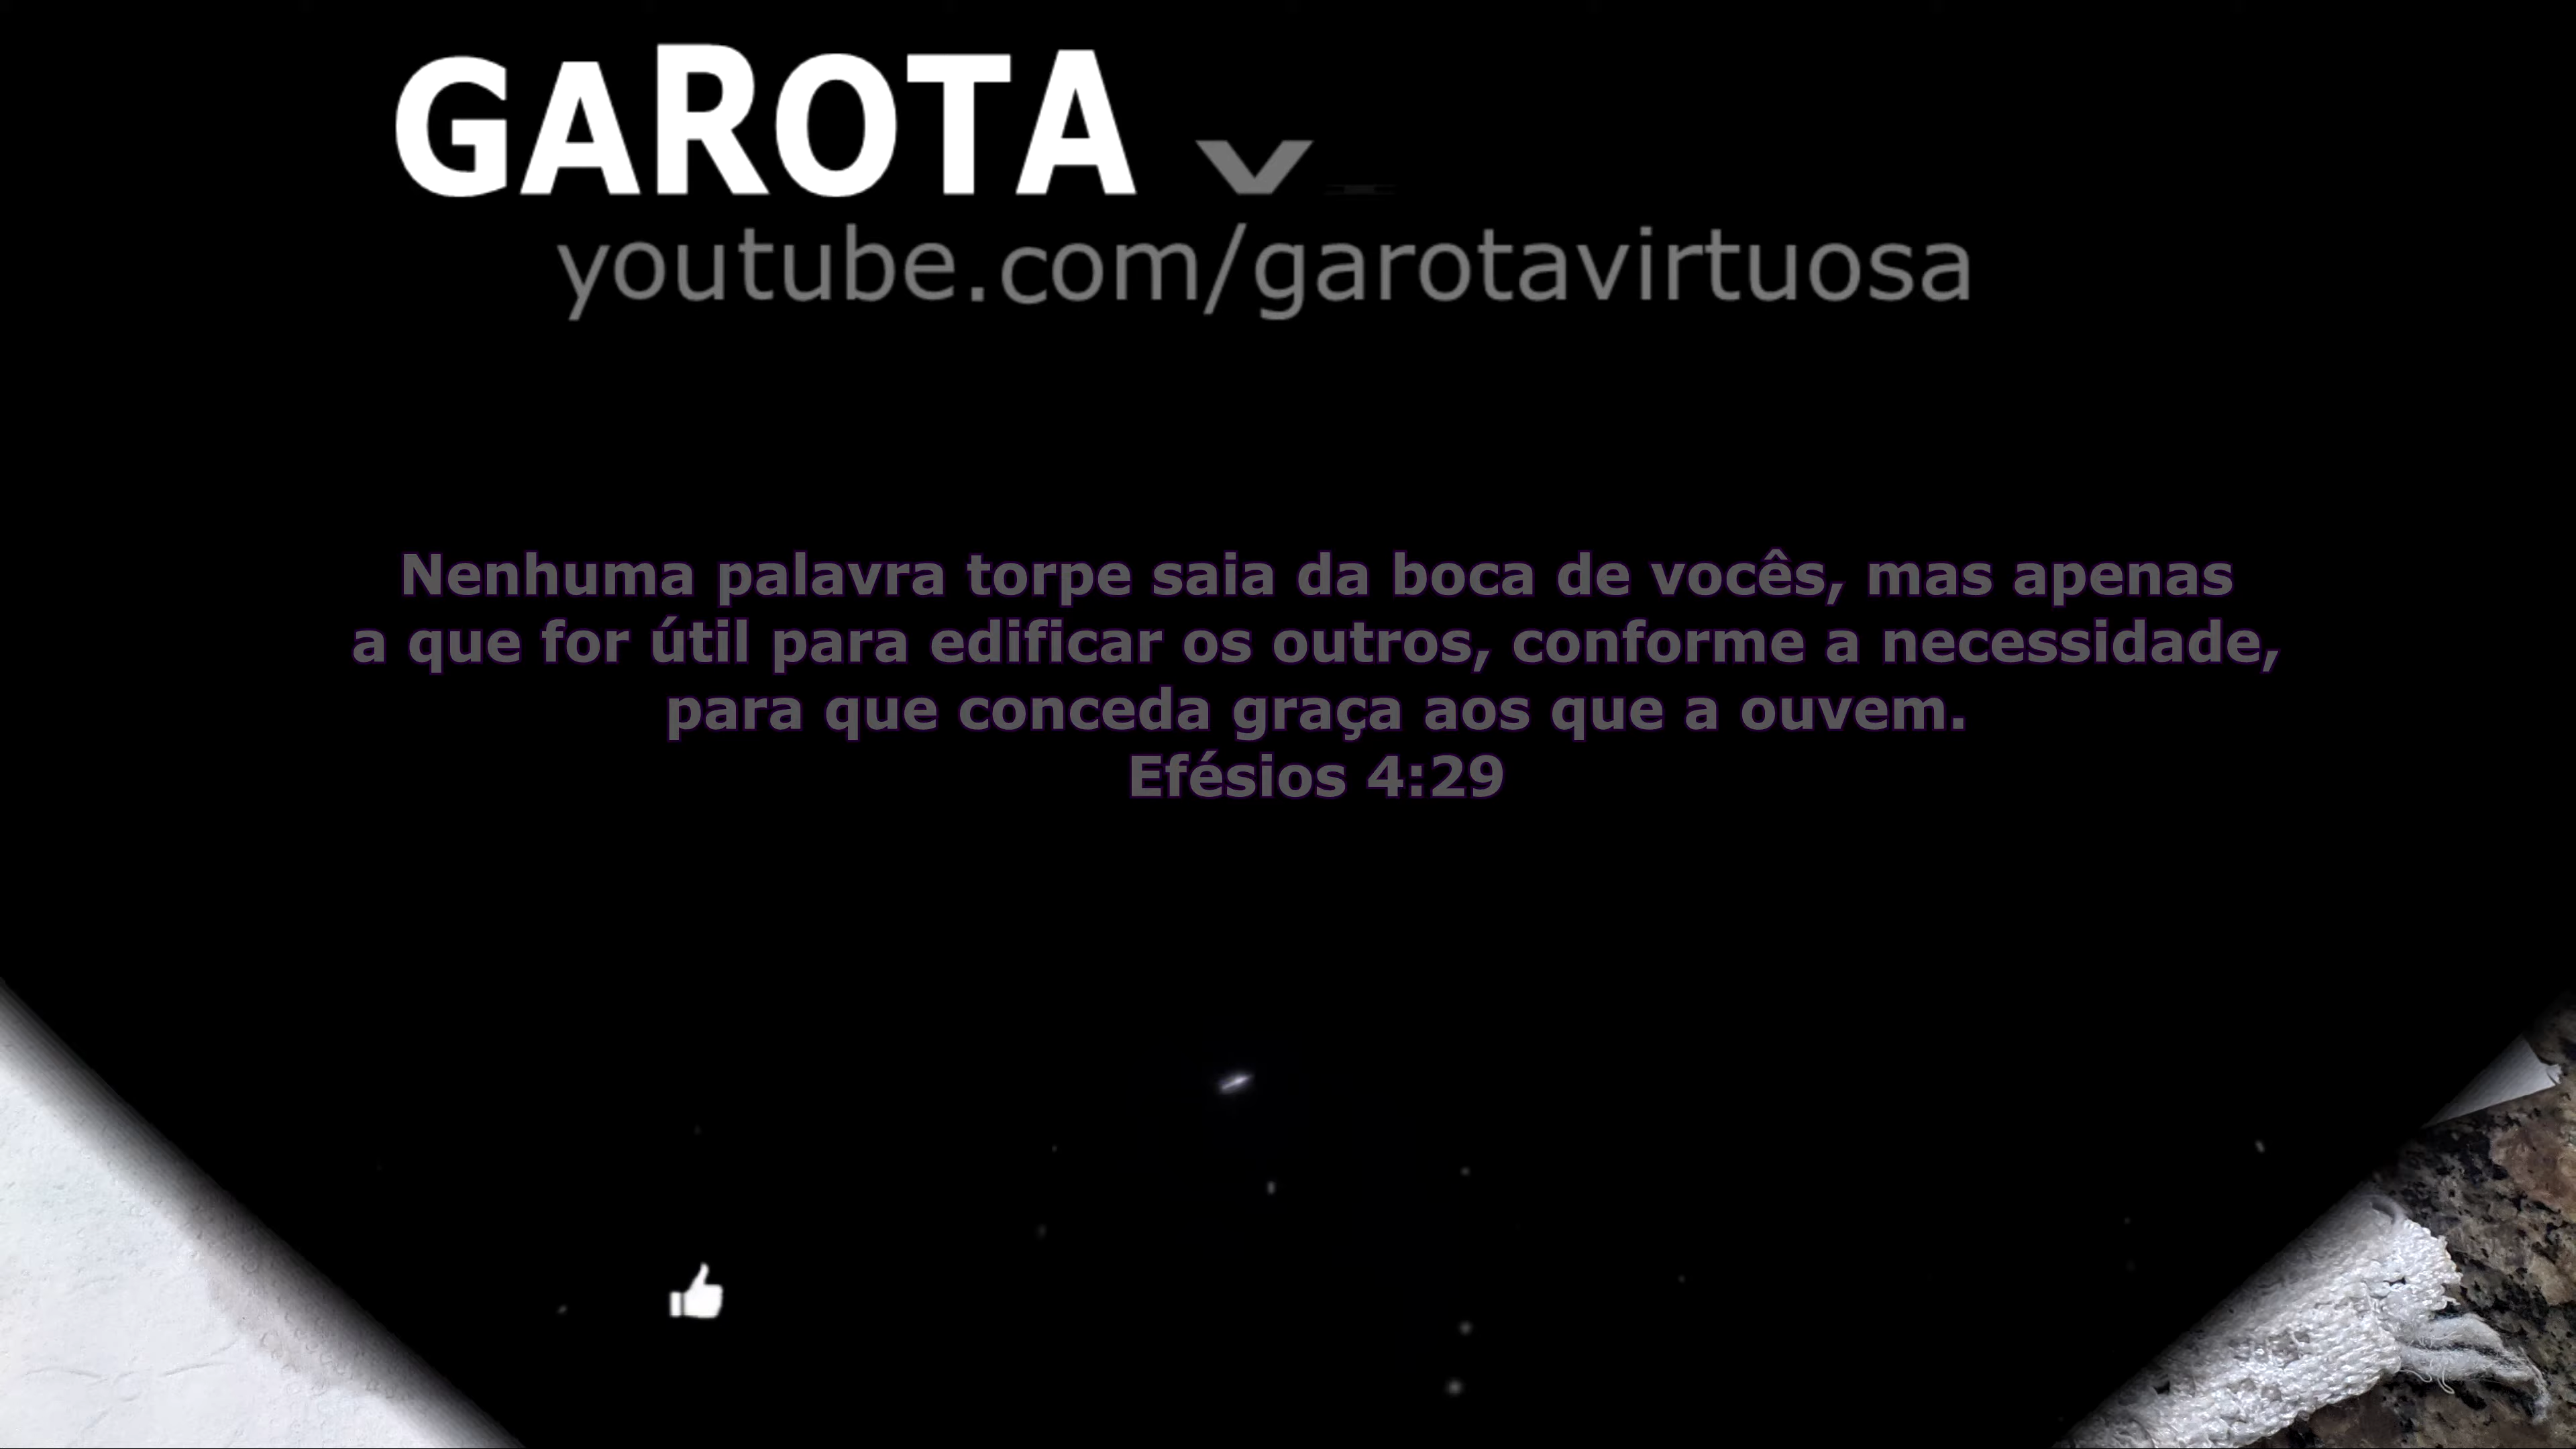 GAROTA V
youtube.com/garotavirtuosa
Nenhuma palavra torpe saia da boca de vocês, mas apenas
a que for útil para edificar os outros, conforme a necessidade,
para que conceda graça aos que a ouvem.
Efésios 4:29